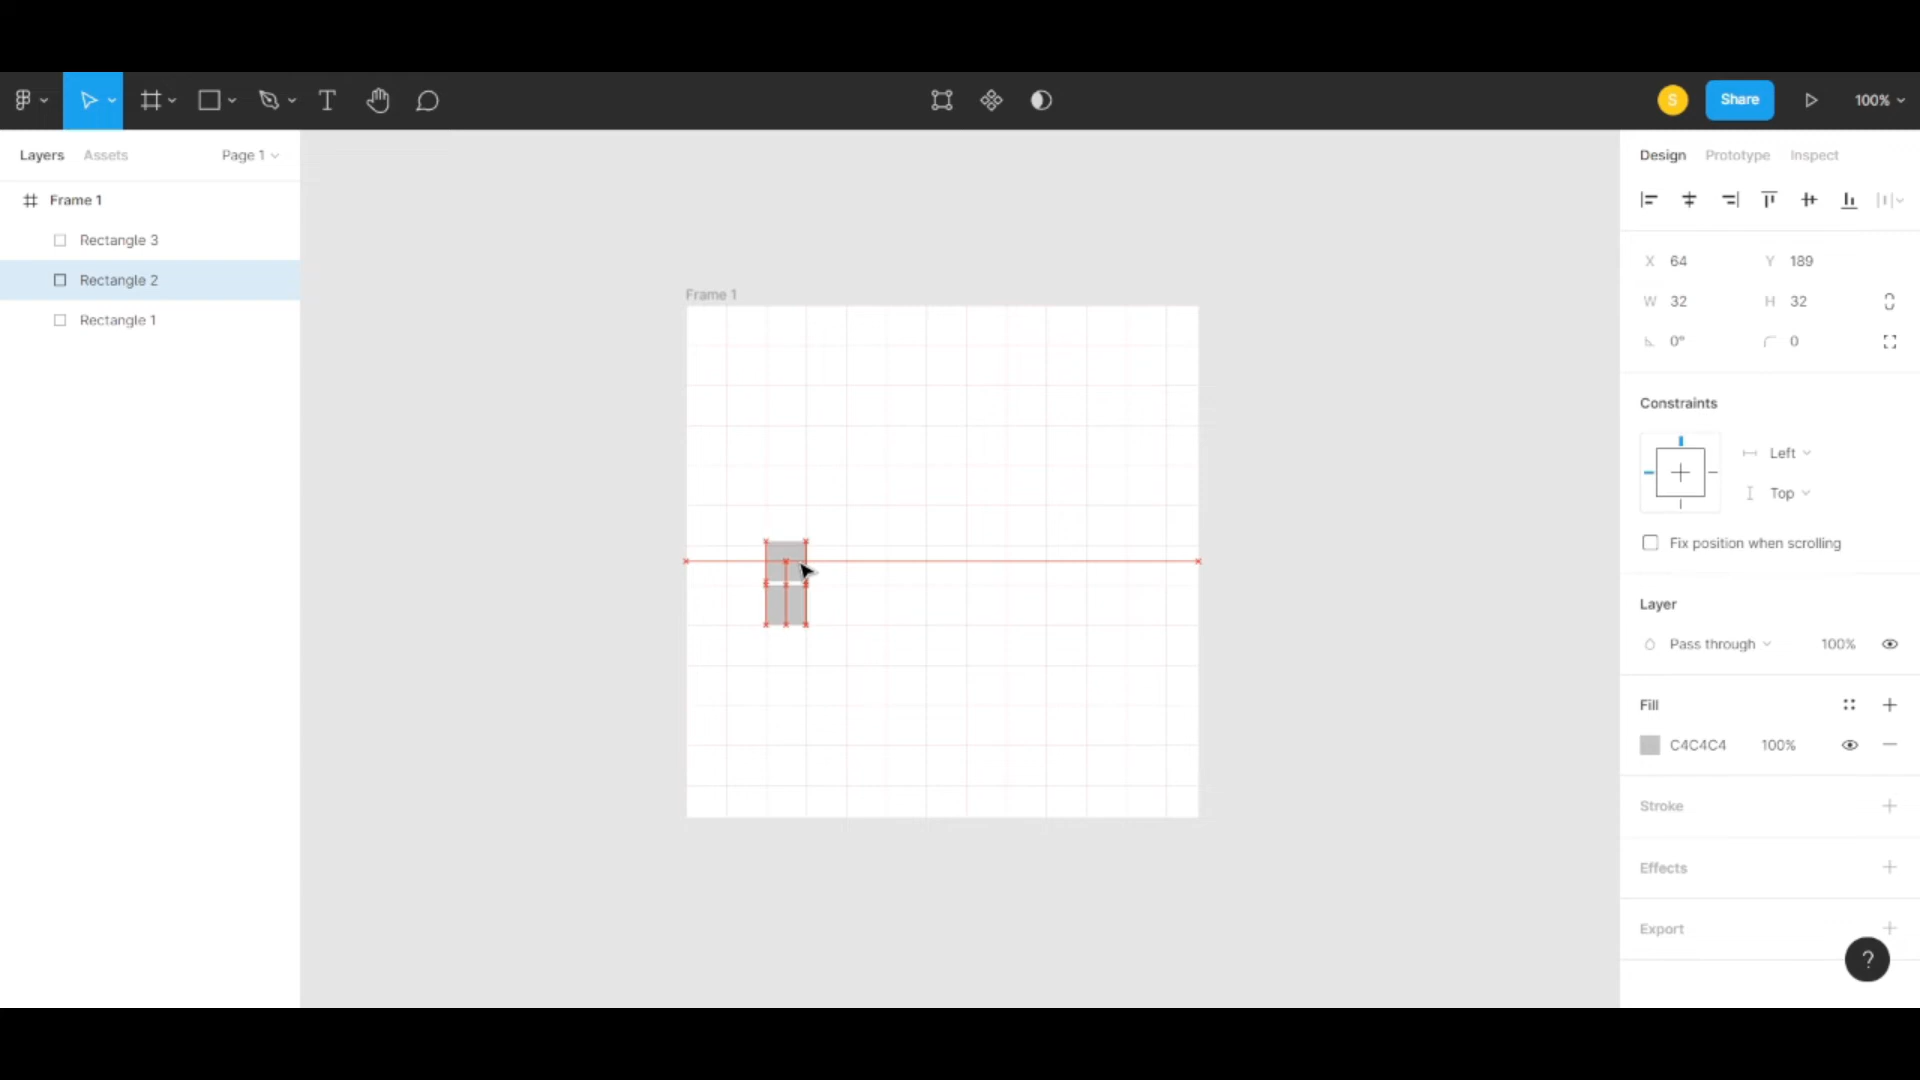 S
Share
100%
Layers
Assets
Page 1
Design
Prototype
Inspect
Frame 1
Rectangle 3
Rectangle 2
Rectangle 1
Frame 1
X 64
Y 189
W 32
H 32
0°
0
Constraints
Left
Top
Fix position when scrolling
Layer
Pass through
100%
Fill
C4C4C4
100%
Stroke
Effects
Export
?